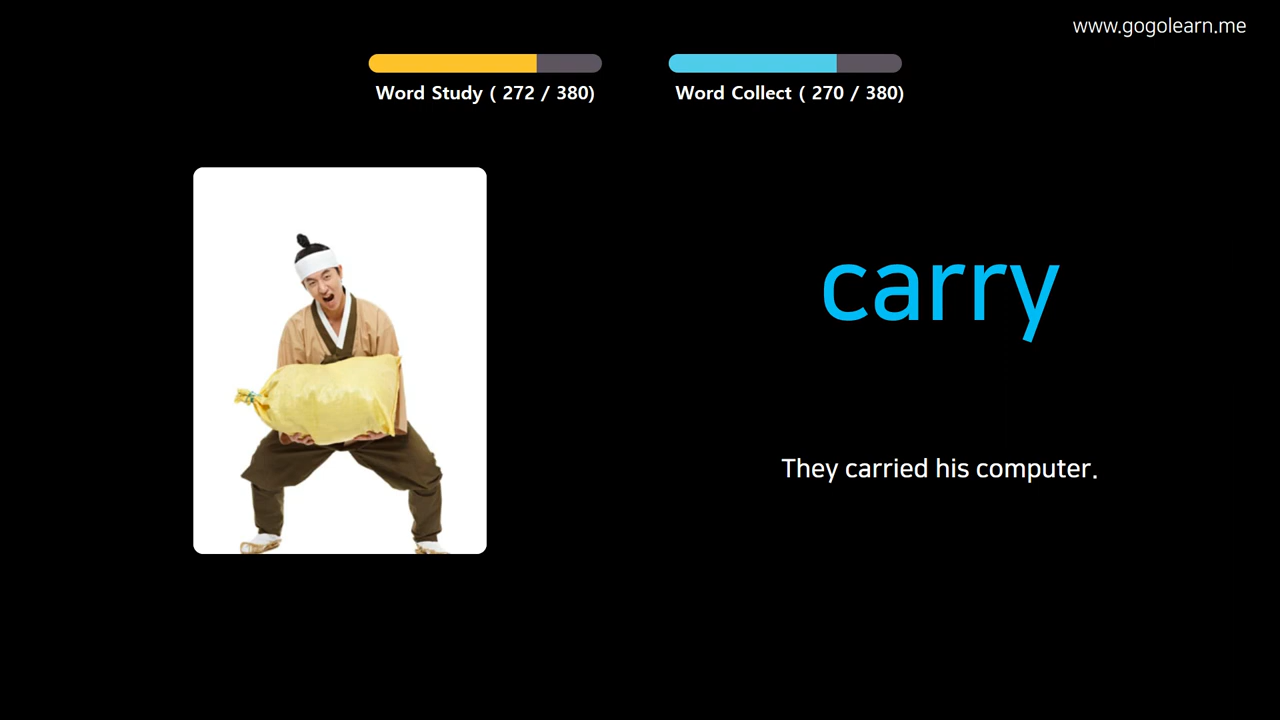 www.gogolearn.me
Word Study ( 272 / 380)
Word Collect ( 270 / 380)
carry
They carried his computer.